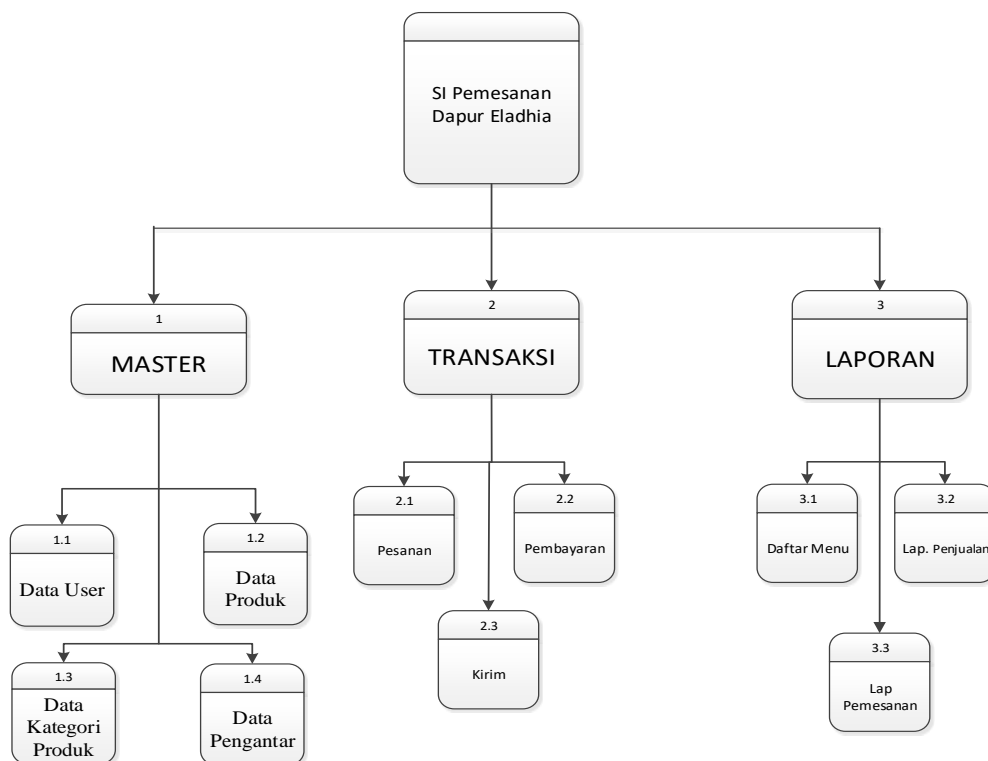 SI Pemesanan
Dapur Eladhia
1
MASTER
2
TRANSAKSI
3
LAPORAN
1.1
Data User
1.2
Data
Produk
1.3
Data
Kategori
Produk
1.4
Data
Pengantar
2.1
Pesanan
2.2
Pembayaran
2.3
Kirim
3.1
Daftar Menu
3.2
Lap. Penjualan
3.3
Lap
Pemesanan